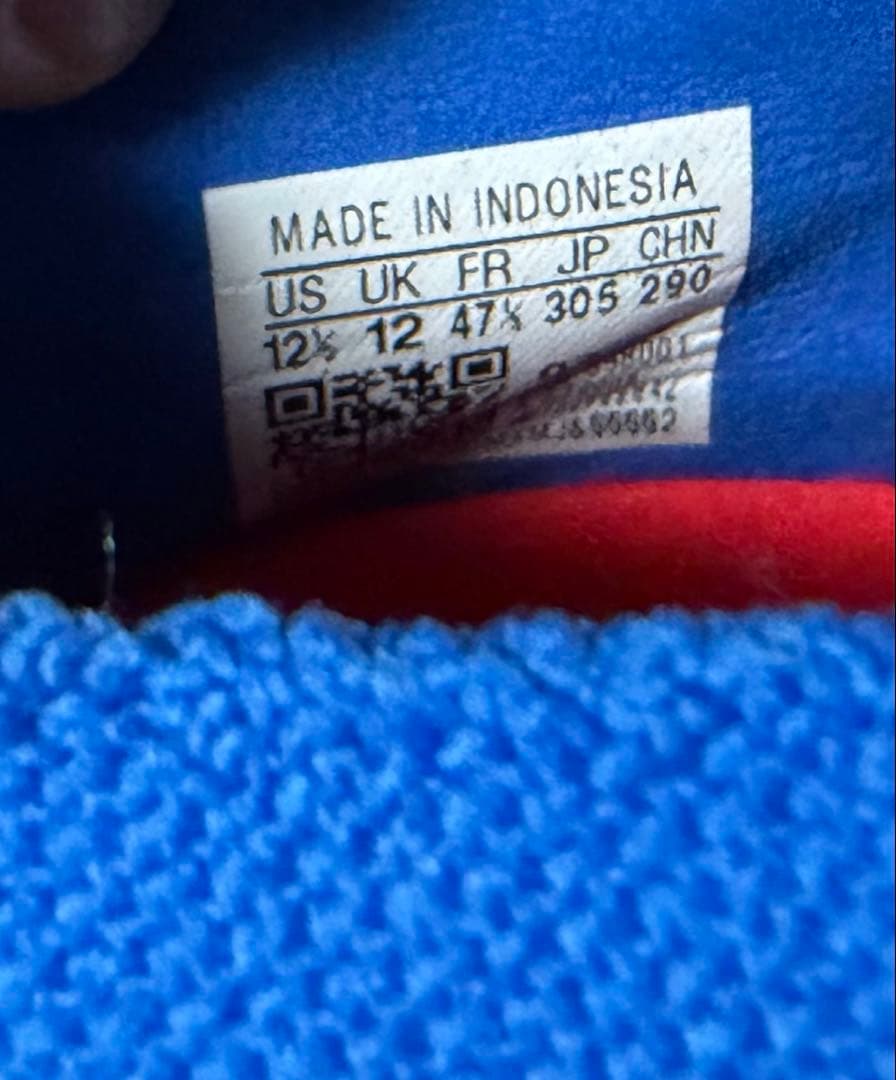 MADE IN INDONESIA
US UK FR JP CHN
12½ 12 47⅓ 305 290